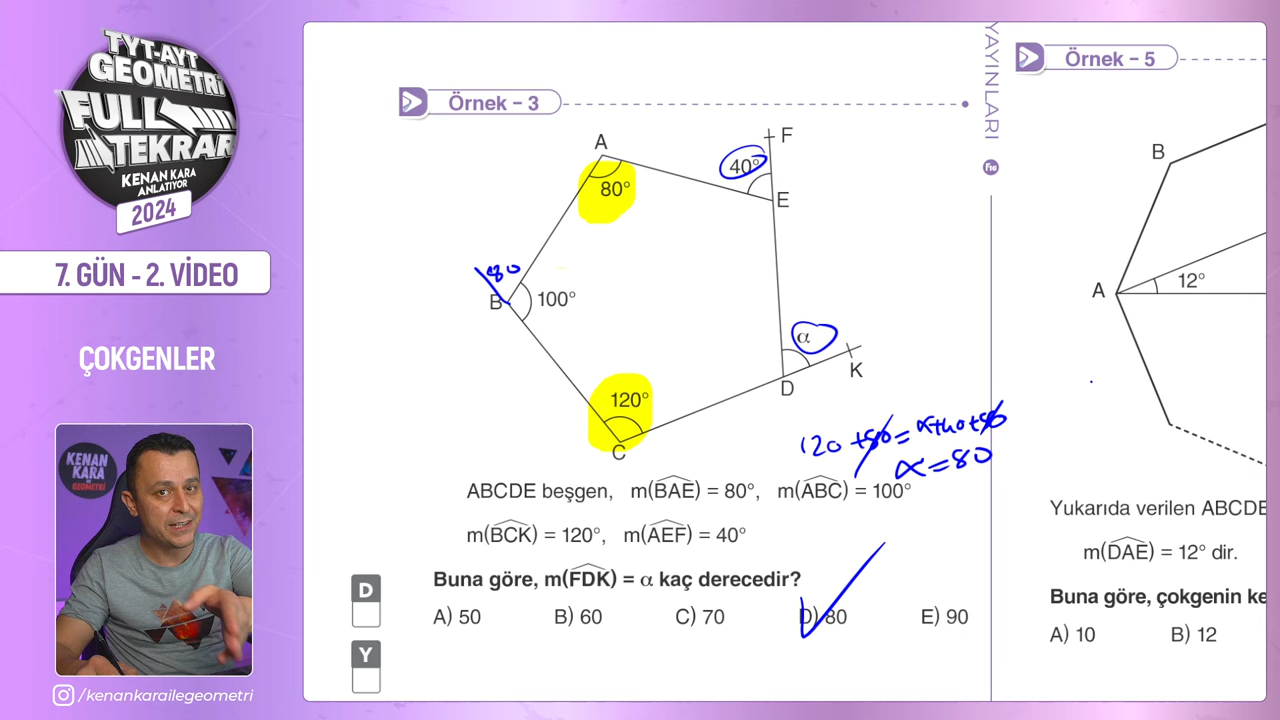 TYT-AYT
GEOMETRİ
FULL
TEKRAR
KENAN KARA
ANLATIYOR
2024
7. GÜN - 2. VİDEO
ÇOKGENLER
KENAN
KARA
GEOMETRİ
/kenankarailegeometri
Örnek – 3
A
80°
F
40°
E
80
B
100°
α
K
D
120°
C
120 + 80 = α + 40 + 80
α = 80
ABCDE beşgen, m(BAE) = 80°, m(ABC) = 100°
m(BCK) = 120°, m(AEF) = 40°
Buna göre, m(FDK) = α kaç derecedir?
A) 50 B) 60 C) 70 D) 80 E) 90
D
Y
YAYINLARI
Örnek – 5
B
A
12°
Yukarıda verilen ABCDE
m(DAE) = 12° dir.
Buna göre, çokgenin ke
A) 10 B) 12